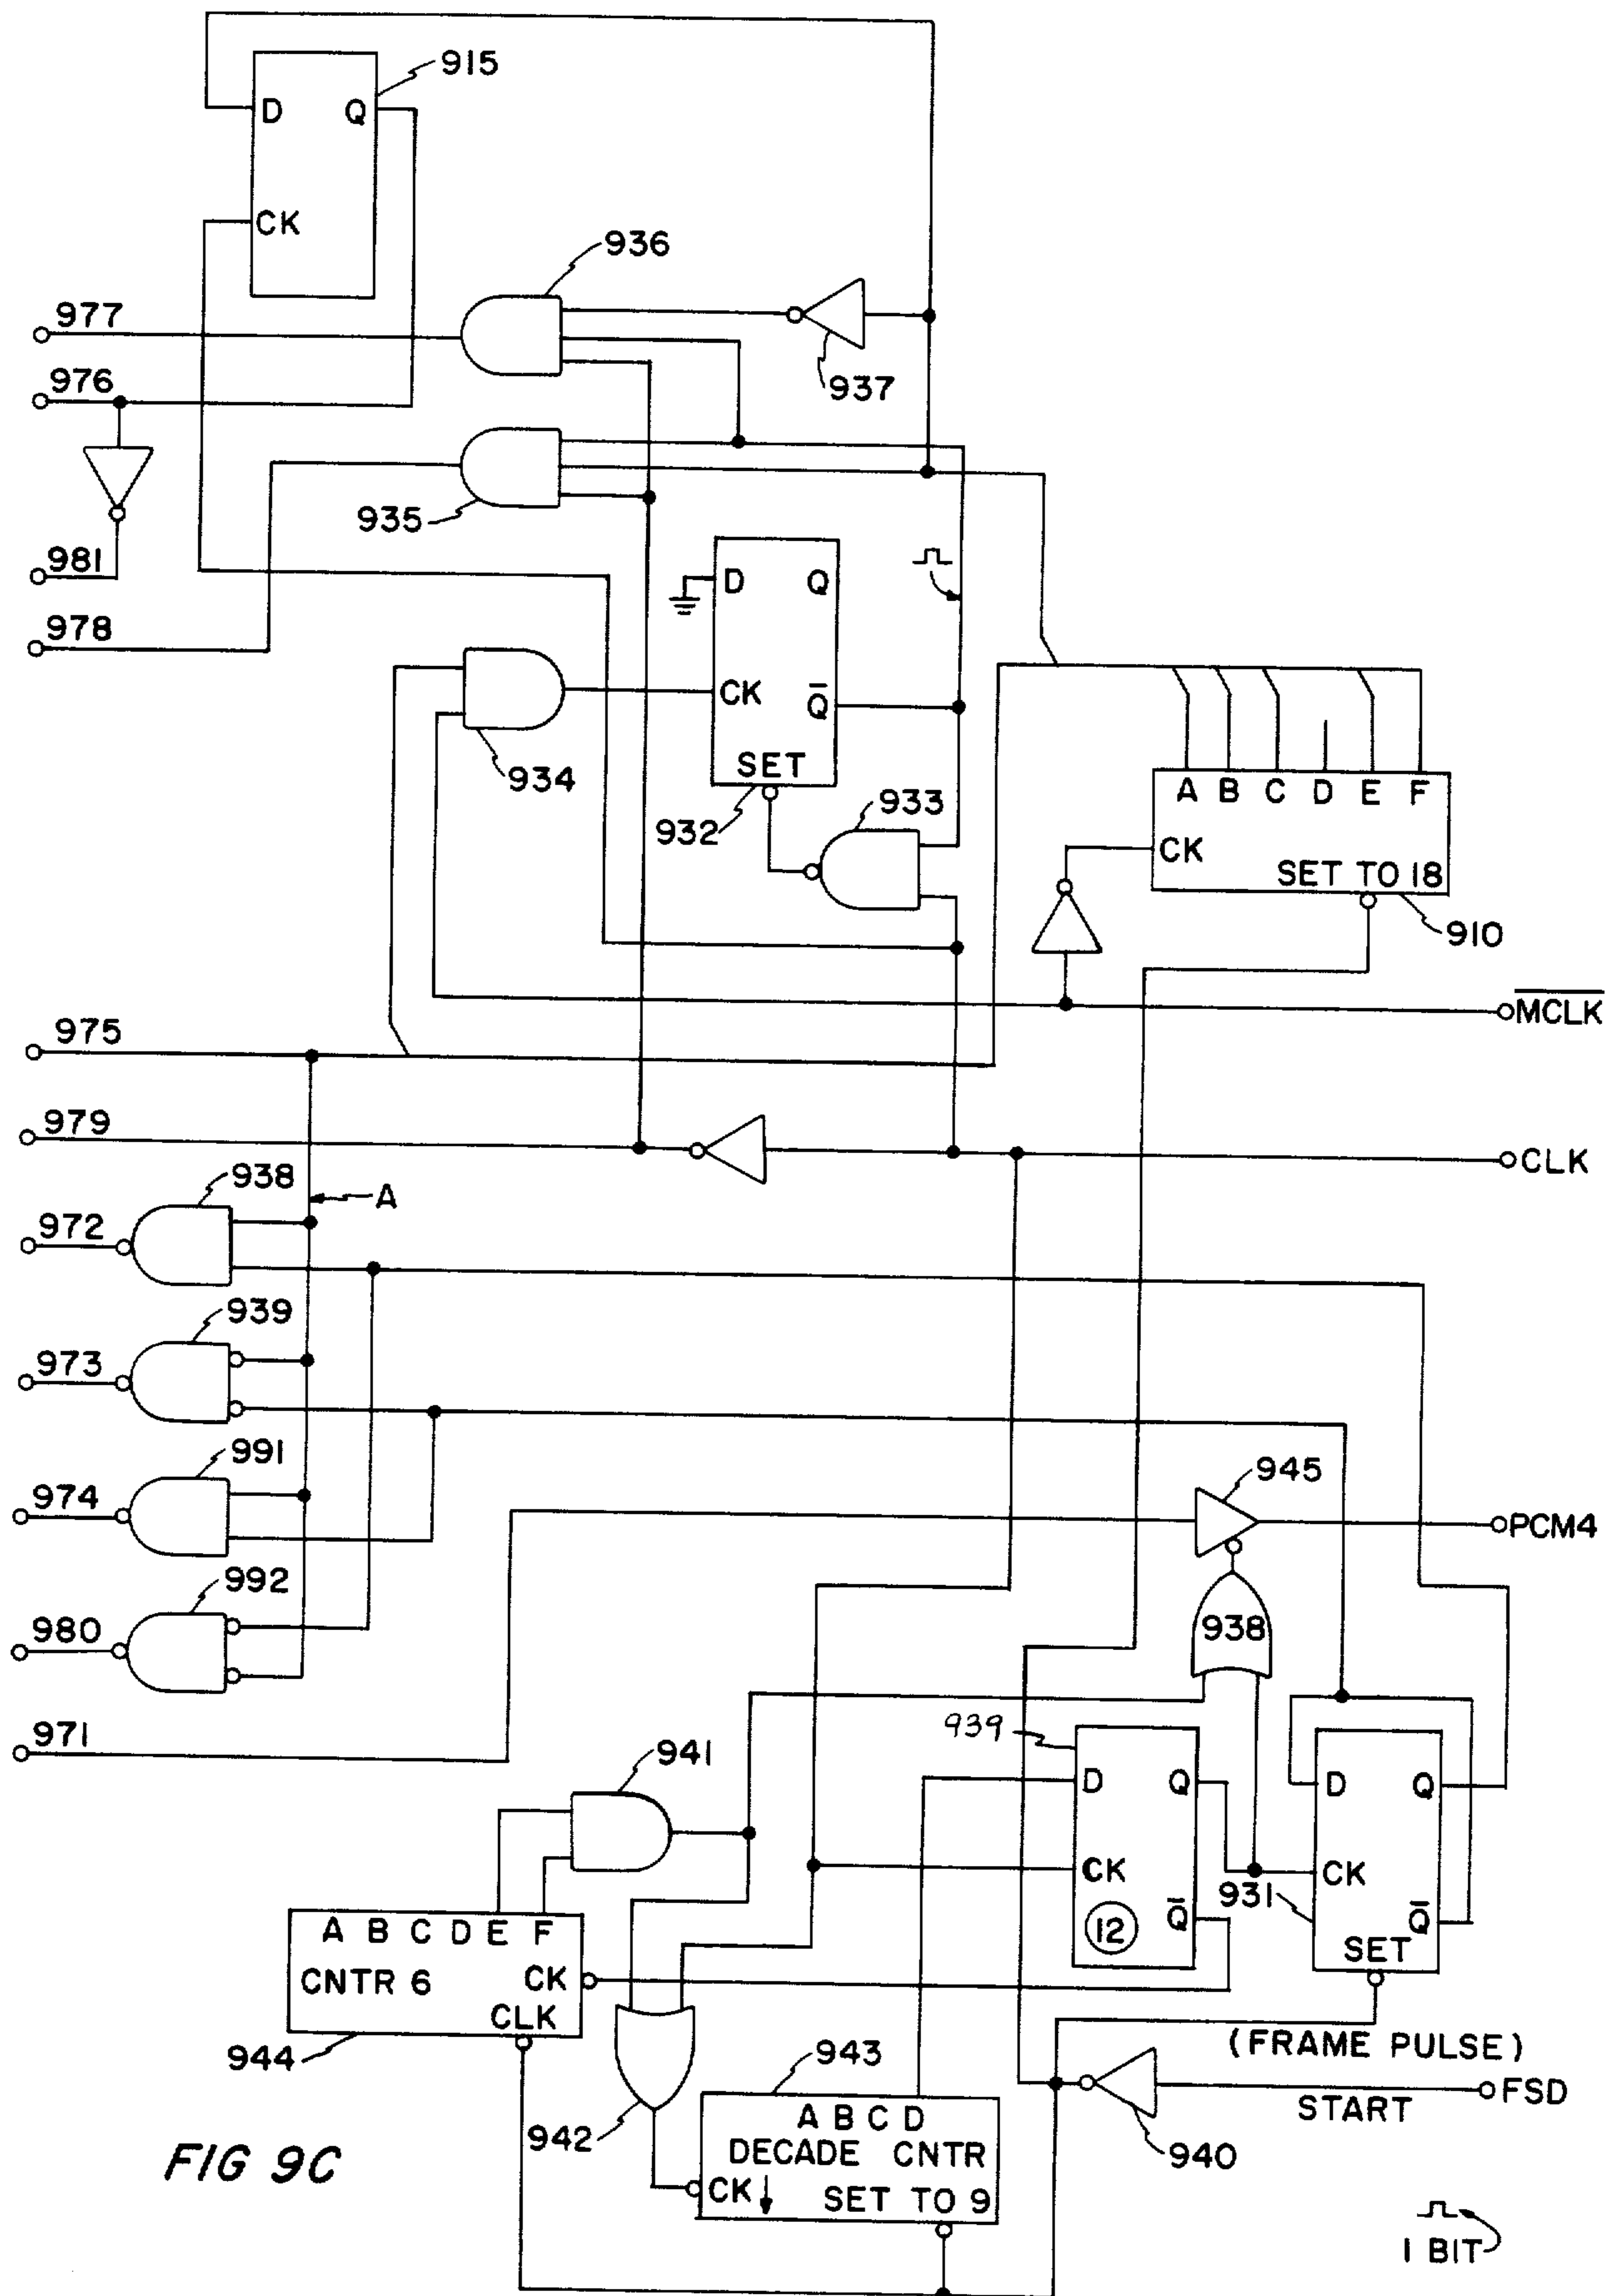 915
D Q
CK
936
977
976
937
935
981
978
D Q
CK Q̅
SET
934
932
933
A B C D E F
CK
SET TO 18
910
M̅C̅L̅K̅
975
979
CLK
938
A
972
939
973
991
974
945
PCM4
992
938
980
971
939
941
D Q
D Q
CK
CK
931
12
Q̅
Q̅
SET
A B C D E F
CNTR 6 CK
CLK
944
(FRAME PULSE)
943
FSD
START
A B C D
942
DECADE CNTR
940
CK ↓ SET TO 9
FIG 9C
1 BIT